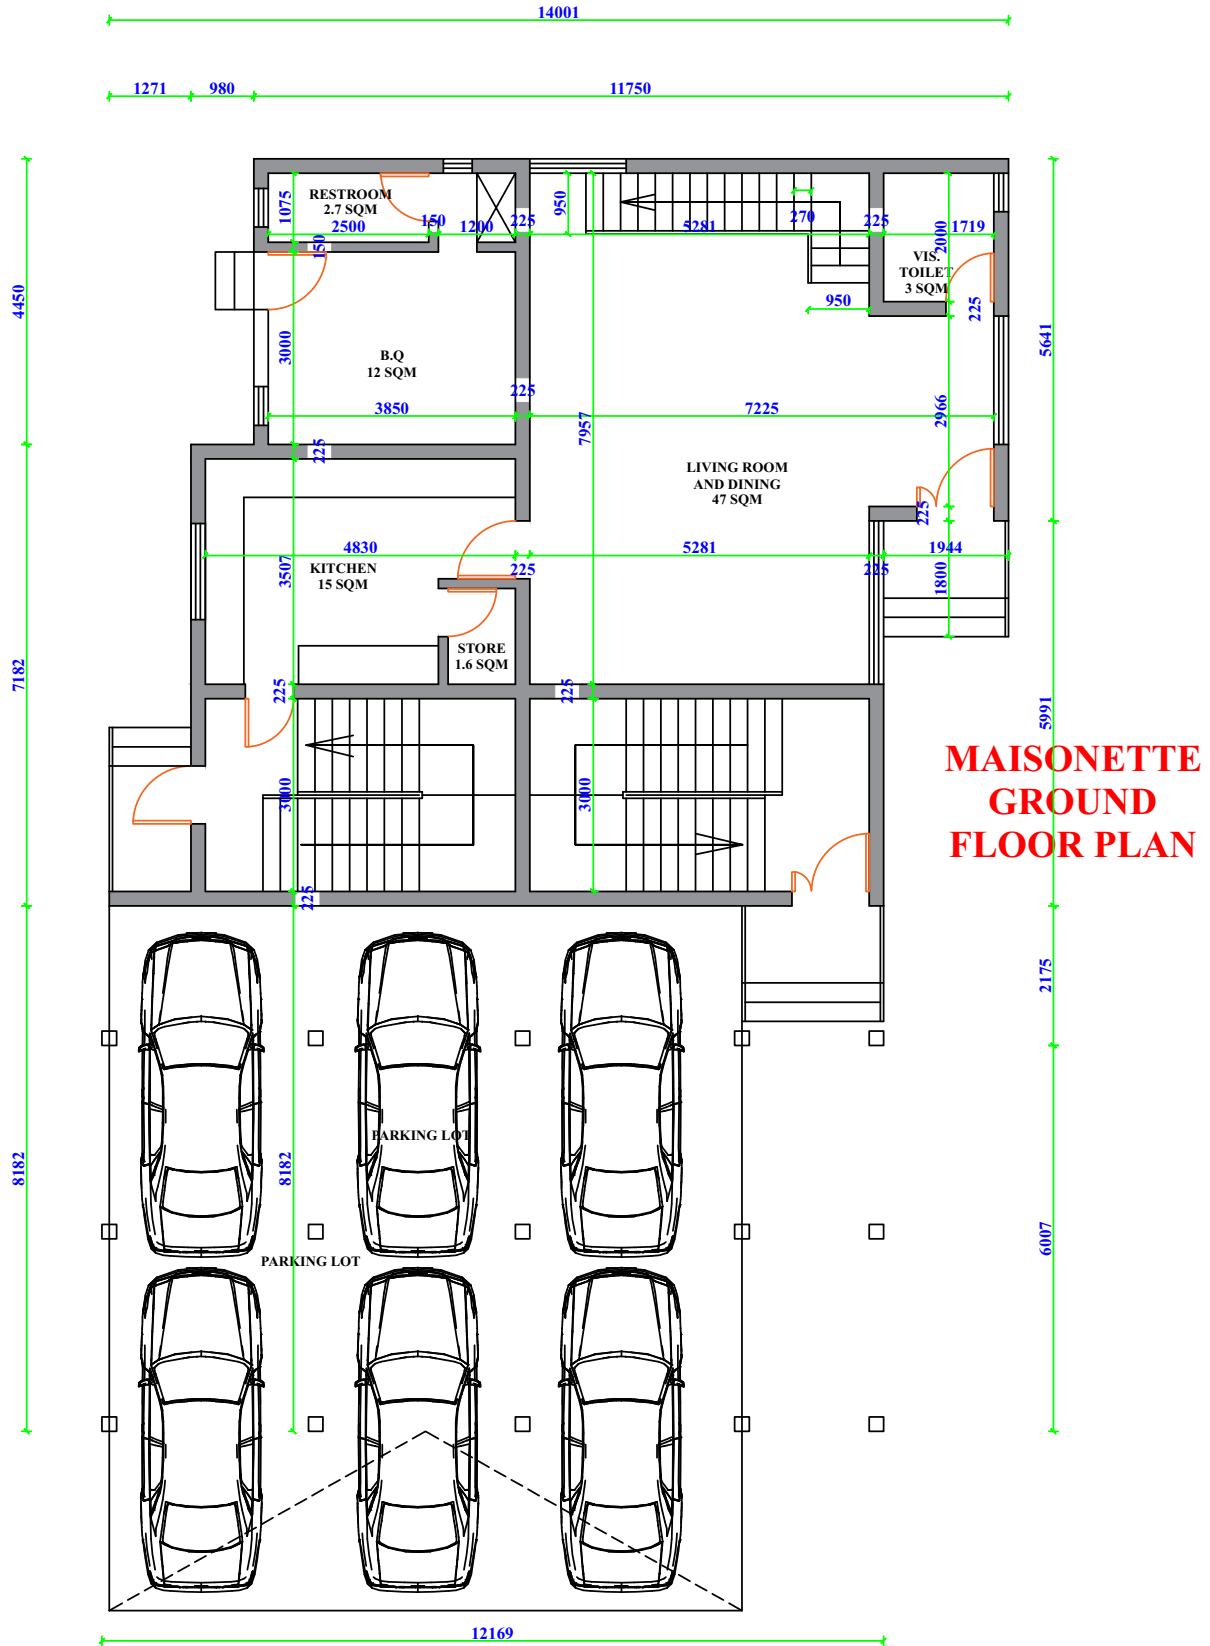 14001
1271
980
11750
RESTROOM
2.7 SQM
1075
2500
150
1200
225
950
5281
270
225
2000
1719
150
VIS.
TOILET
3 SQM
225
950
4450
3000
5641
B.Q
12 SQM
225
3850
7225
7957
2966
225
LIVING ROOM
AND DINING
47 SQM
225
4830
5281
1944
KITCHEN
15 SQM
3507
225
225
1800
STORE
1.6 SQM
7182
225
225
5991
MAISONETTE
GROUND
FLOOR PLAN
3000
3000
225
2175
PARKING LOT
8182
8182
6007
PARKING LOT
12169